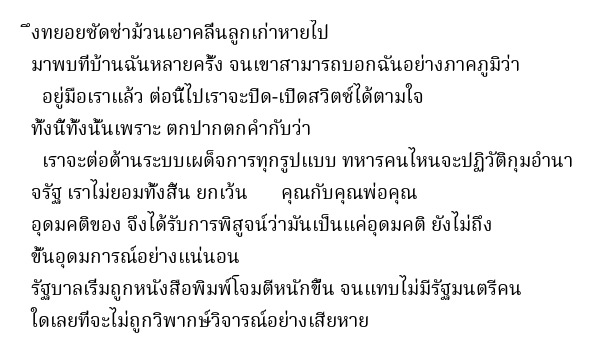 ึงทยอยซัดซ่าม้วนเอาคลื่นลูกเก่าหายไป
มาพบที่บ้านฉันหลายครั้ง จนเขาสามารถบอกฉันอย่างภาคภูมิว่า
อยู่มือเราแล้ว ต่อนี้ไปเราจะปิด-เปิดสวิตซ์ได้ตามใจ
ทั้งนี้ทั้งนั้นเพราะ ตกปากตกคำกับว่า
เราจะต่อต้านระบบเผด็จการทุกรูปแบบ ทหารคนไหนจะปฏิวัติกุมอำนา
จรัฐ เราไม่ยอมทั้งสิ้น ยกเว้น คุณกับคุณพ่อคุณ
อุดมคติของ จึงได้รับการพิสูจน์ว่ามันเป็นแค่อุดมคติ ยังไม่ถึง
ขั้นอุดมการณ์อย่างแน่นอน
รัฐบาลเริ่มถูกหนังสือพิมพ์โจมตีหนักขึ้น จนแทบไม่มีรัฐมนตรีคน
ใดเลยที่จะไม่ถูกวิพากษ์วิจารณ์อย่างเสียหาย